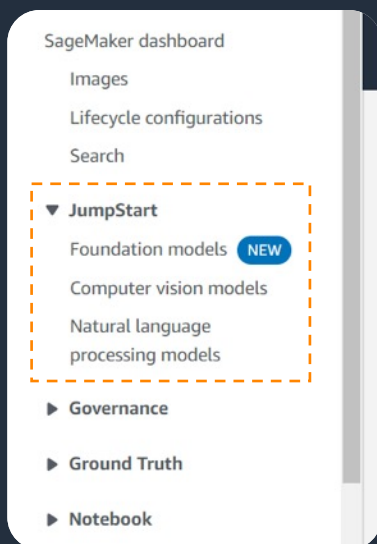 SageMaker dashboard
Images
Lifecycle configurations
Search
JumpStart
Foundation models NEW
Computer vision models
Natural language
processing models
Governance
Ground Truth
Notebook